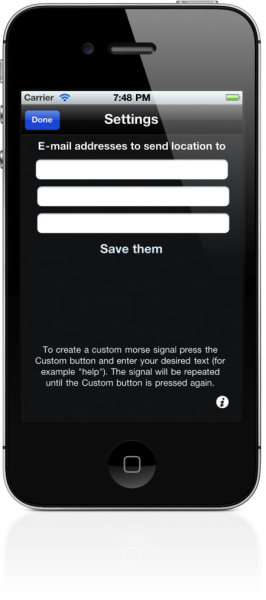 Carrier 7:48 PM
Done Settings
E-mail addresses to send location to
Save them
To create a custom morse signal press the
Custom button and enter your desired text (for
example "help"). The signal will be repeated
until the Custom button is pressed again.